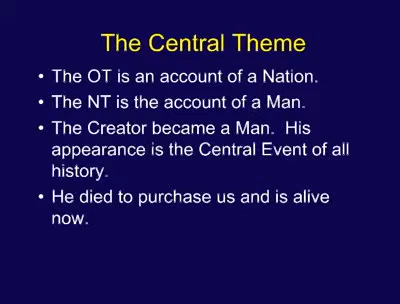 The Central Theme
• The OT is an account of a Nation.
• The NT is the account of a Man.
• The Creator became a Man.  His
appearance is the Central Event of all
history.
• He died to purchase us and is alive
now.